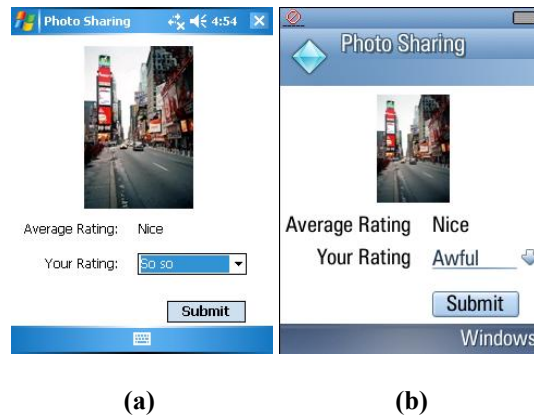 Photo Sharing 4:54
Average Rating: Nice
Your Rating: So so
Submit
(a)
Photo Sharing
Average Rating Nice
Your Rating Awful
Submit
Windows
(b)